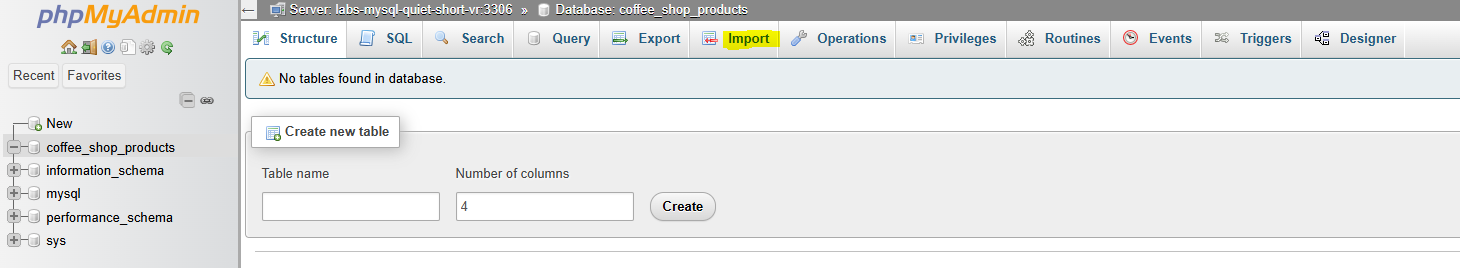 phpMyAdmin
Server: labs-mysql-quiet-short-vr:3306 » Database: coffee_shop_products
Structure SQL Search Query Export Import Operations Privileges Routines Events Triggers Designer
Recent Favorites
No tables found in database.
New
coffee_shop_products
information_schema
mysql
performance_schema
sys
Create new table
Table name Number of columns
4 Create